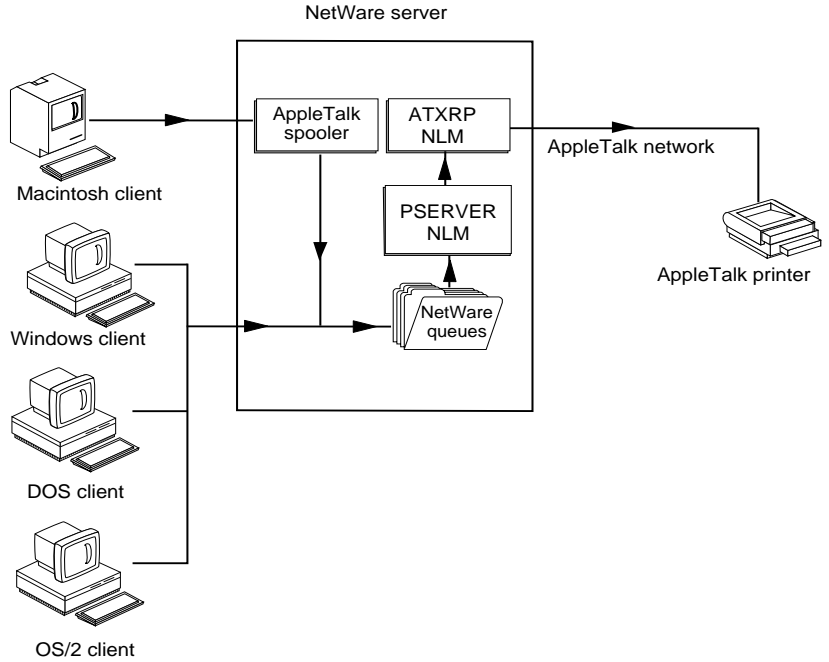 NetWare server
AppleTalk
spooler
ATXRP
NLM
AppleTalk network
Macintosh client
PSERVER
NLM
AppleTalk printer
NetWare
queues
Windows client
DOS client
OS/2 client